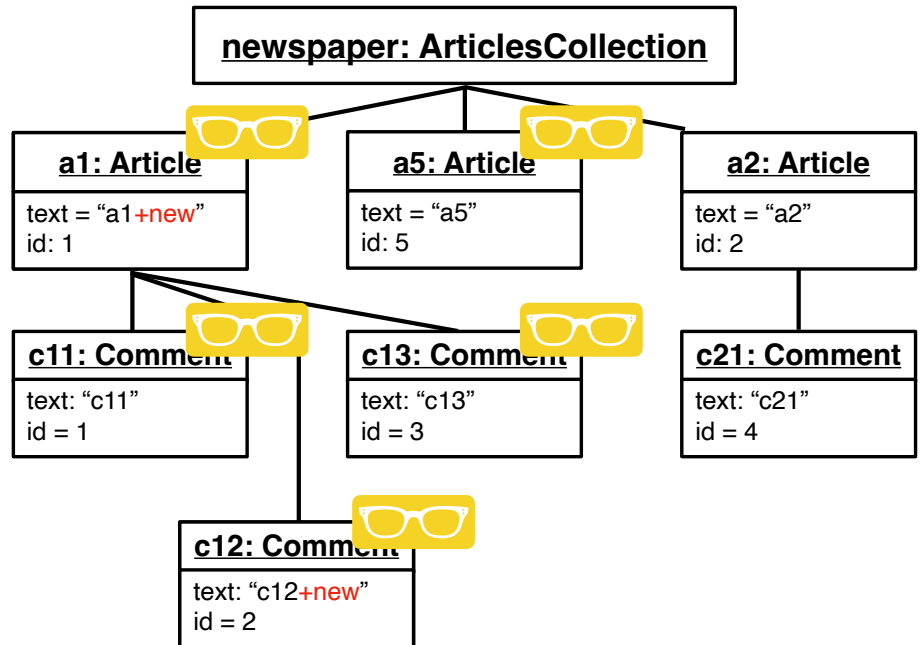 newspaper: ArticlesCollection
a1: Article
text = “a1+new”
id: 1
a5: Article
text = “a5”
id: 5
a2: Article
text = “a2”
id: 2
c11: Comment
text: “c11”
id = 1
c13: Comment
text: “c13”
id = 3
c21: Comment
text: “c21”
id = 4
c12: Comment
text: “c12+new”
id = 2